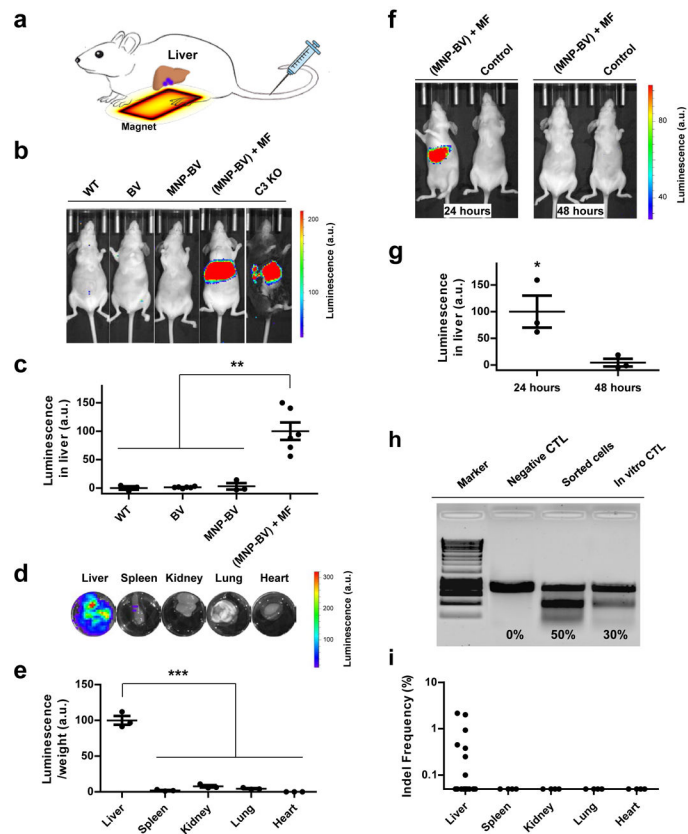 a
Liver
Magnet
b
WT
BV
MNP-BV
(MNP-BV) + MF
C3 KO
200
100
Luminescence (a.u.)
c
Luminescence
in liver (a.u.)
150
100
50
0
**
WT
BV
MNP-BV
(MNP-BV) + MF
d
Liver Spleen Kidney Lung Heart
300
200
100
Luminescence (a.u.)
e
Luminescence
/weight (a.u.)
100
50
0
***
Liver
Spleen
Kidney
Lung
Heart
f
(MNP-BV) + MF
Control
(MNP-BV) + MF
Control
24 hours
48 hours
80
60
40
Luminescence (a.u.)
g
Luminescence
in liver (a.u.)
150
100
50
0
*
24 hours 48 hours
h
Marker
Negative CTL
Sorted cells
In vitro CTL
0% 50% 30%
i
Indel Frequency (%)
10
1
0.1
Liver
Spleen
Kidney
Lung
Heart